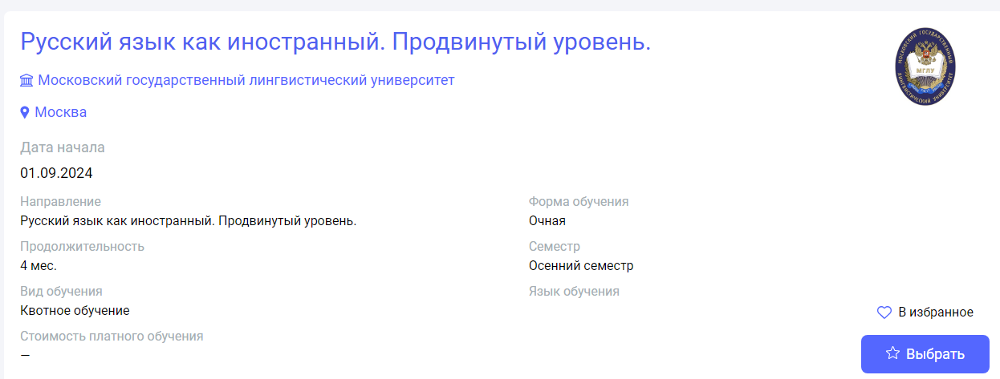 Русский язык как иностранный. Продвинутый уровень.
Московский государственный лингвистический университет
Москва
МОСКОВСКИЙ ГОСУДАРСТВЕННЫЙ
МГЛУ
ЛИНГВИСТИЧЕСКИЙ УНИВЕРСИТЕТ
Дата начала
01.09.2024
Направление
Русский язык как иностранный. Продвинутый уровень.
Форма обучения
Очная
Продолжительность
4 мес.
Семестр
Осенний семестр
Вид обучения
Квотное обучение
Язык обучения
Стоимость платного обучения
—
В избранное
Выбрать